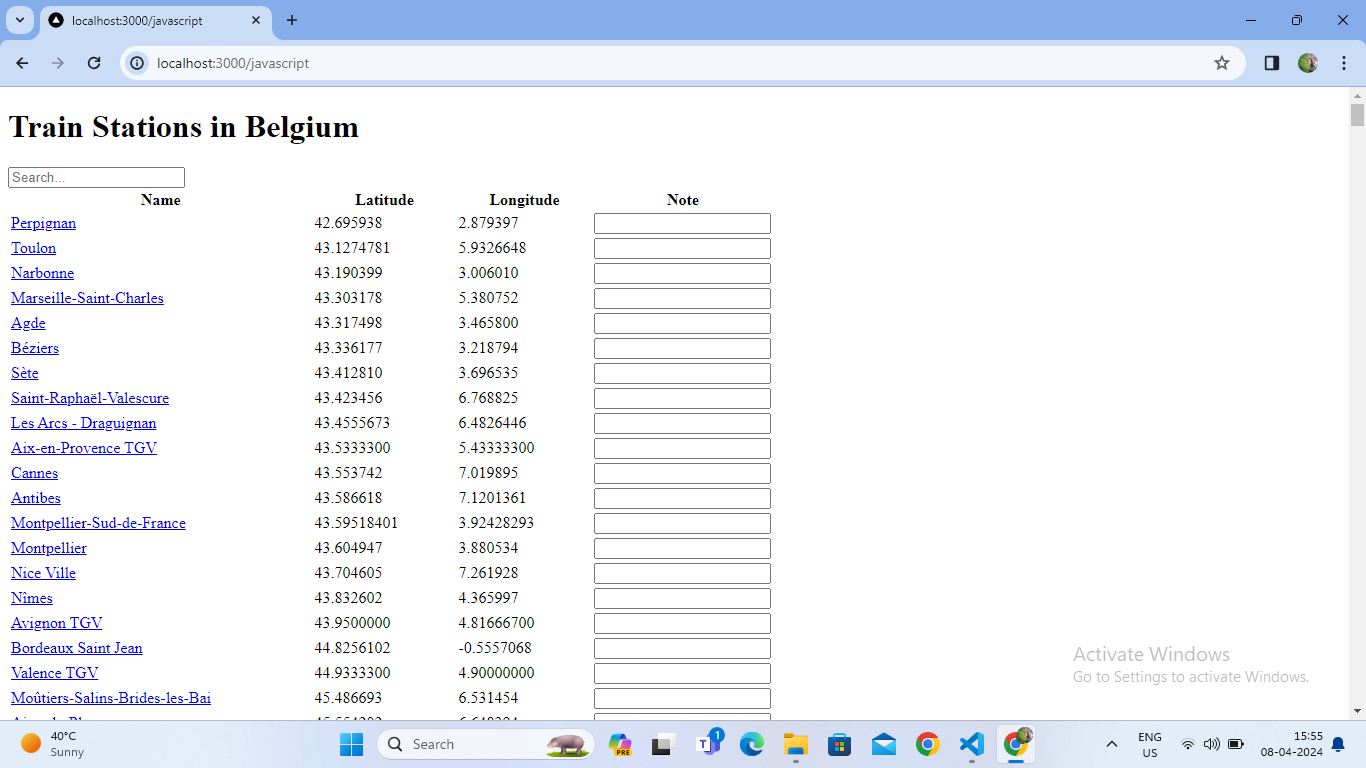 localhost:3000/javascript
localhost:3000/javascript
Train Stations in Belgium
Search...
Name Latitude Longitude Note
Perpignan 42.695938 2.879397
Toulon 43.1274781 5.9326648
Narbonne 43.190399 3.006010
Marseille-Saint-Charles 43.303178 5.380752
Agde 43.317498 3.465800
Béziers 43.336177 3.218794
Sète 43.412810 3.696535
Saint-Raphaël-Valescure 43.423456 6.768825
Les Arcs - Draguignan 43.4555673 6.4826446
Aix-en-Provence TGV 43.5333300 5.43333300
Cannes 43.553742 7.019895
Antibes 43.586618 7.1201361
Montpellier-Sud-de-France 43.59518401 3.92428293
Montpellier 43.604947 3.880534
Nice Ville 43.704605 7.261928
Nîmes 43.832602 4.365997
Avignon TGV 43.9500000 4.81666700
Bordeaux Saint Jean 44.8256102 -0.5557068
Valence TGV 44.9333300 4.90000000
Moûtiers-Salins-Brides-les-Bai 45.486693 6.531454
Activate Windows
Go to Settings to activate Windows.
40°C
Sunny
Search
PRE
1
ENG
US
15:55
08-04-2024